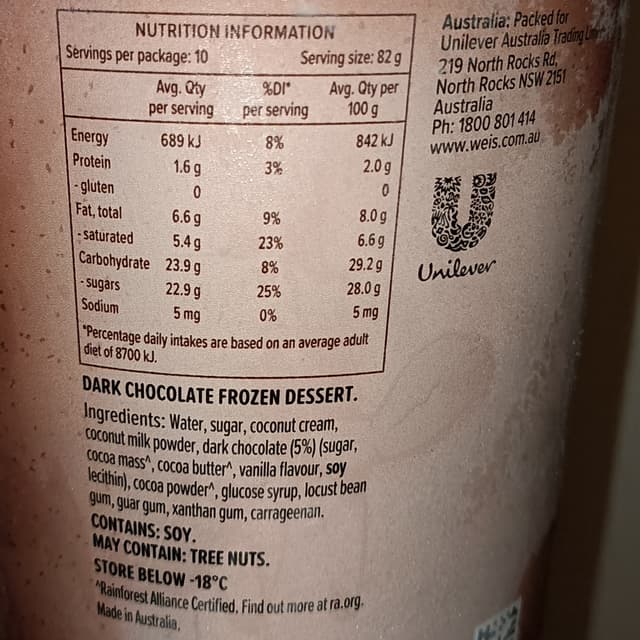 NUTRITION INFORMATION
Servings per package: 10 Serving size: 82 g
Avg. Qty %DI* Avg. Qty per
per serving per serving 100 g
Energy 689 kJ 8% 842 kJ
Protein 1.6 g 3% 2.0 g
- gluten 0 0
Fat, total 6.6 g 9% 8.0 g
- saturated 5.4 g 23% 6.6 g
Carbohydrate 23.9 g 8% 29.2 g
- sugars 22.9 g 25% 28.0 g
Sodium 5 mg 0% 5 mg
*Percentage daily intakes are based on an average adult
diet of 8700 kJ.
DARK CHOCOLATE FROZEN DESSERT.
Ingredients: Water, sugar, coconut cream,
coconut milk powder, dark chocolate (5%) (sugar,
cocoa mass^, cocoa butter^, vanilla flavour, soy
lecithin), cocoa powder^, glucose syrup, locust bean
gum, guar gum, xanthan gum, carrageenan.
CONTAINS: SOY.
MAY CONTAIN: TREE NUTS.
STORE BELOW -18°C
^Rainforest Alliance Certified. Find out more at ra.org.
Made in Australia.
Australia: Packed for
Unilever Australia Trading
219 North Rocks Rd,
North Rocks NSW 2151
Australia
Ph: 1800 801 414
www.weis.com.au
Unilever